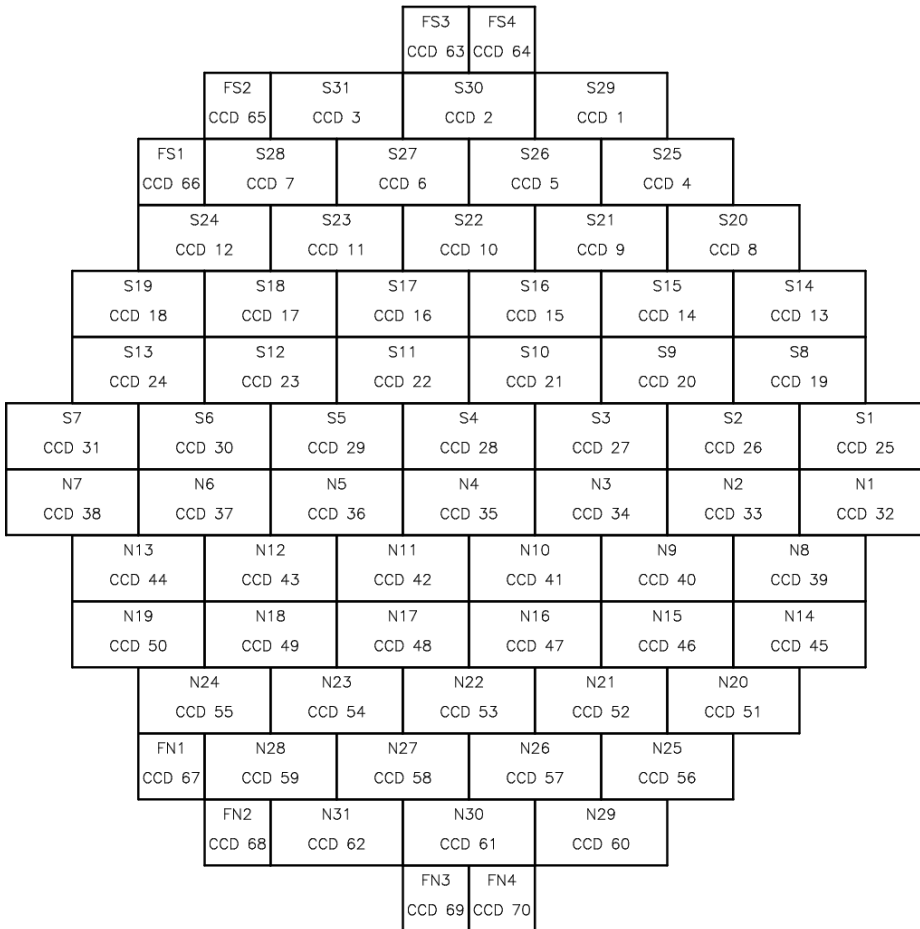 FS3 FS4
CCD 63 CCD 64
FS2 S31 S30 S29
CCD 65 CCD 3 CCD 2 CCD 1
FS1 S28 S27 S26 S25
CCD 66 CCD 7 CCD 6 CCD 5 CCD 4
S24 S23 S22 S21 S20
CCD 12 CCD 11 CCD 10 CCD 9 CCD 8
S19 S18 S17 S16 S15 S14
CCD 18 CCD 17 CCD 16 CCD 15 CCD 14 CCD 13
S13 S12 S11 S10 S9 S8
CCD 24 CCD 23 CCD 22 CCD 21 CCD 20 CCD 19
S7 S6 S5 S4 S3 S2 S1
CCD 31 CCD 30 CCD 29 CCD 28 CCD 27 CCD 26 CCD 25
N7 N6 N5 N4 N3 N2 N1
CCD 38 CCD 37 CCD 36 CCD 35 CCD 34 CCD 33 CCD 32
N13 N12 N11 N10 N9 N8
CCD 44 CCD 43 CCD 42 CCD 41 CCD 40 CCD 39
N19 N18 N17 N16 N15 N14
CCD 50 CCD 49 CCD 48 CCD 47 CCD 46 CCD 45
N24 N23 N22 N21 N20
CCD 55 CCD 54 CCD 53 CCD 52 CCD 51
FN1 N28 N27 N26 N25
CCD 67 CCD 59 CCD 58 CCD 57 CCD 56
FN2 N31 N30 N29
CCD 68 CCD 62 CCD 61 CCD 60
FN3 FN4
CCD 69 CCD 70